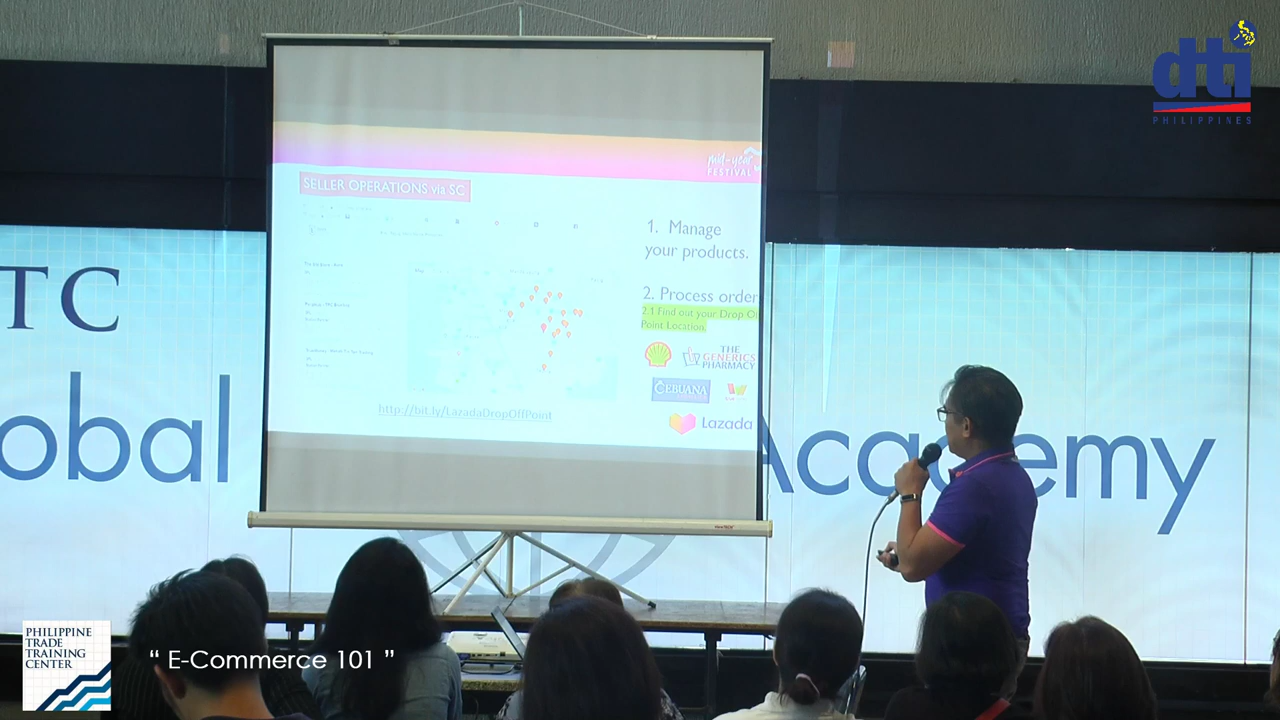 dti
PHILIPPINES
mid-year
FESTIVAL
SELLER OPERATIONS via SC
1. Manage
your products.
2. Process order
2.1 Find out your Drop Of
Point Location
THE
GENERICS
PHARMACY
CEBUANA
Lazada
http://bit.ly/LazadaDropOffPoint
TC
obal Academy
PHILIPPINE
TRADE
TRAINING
CENTER
“ E-Commerce 101 ”